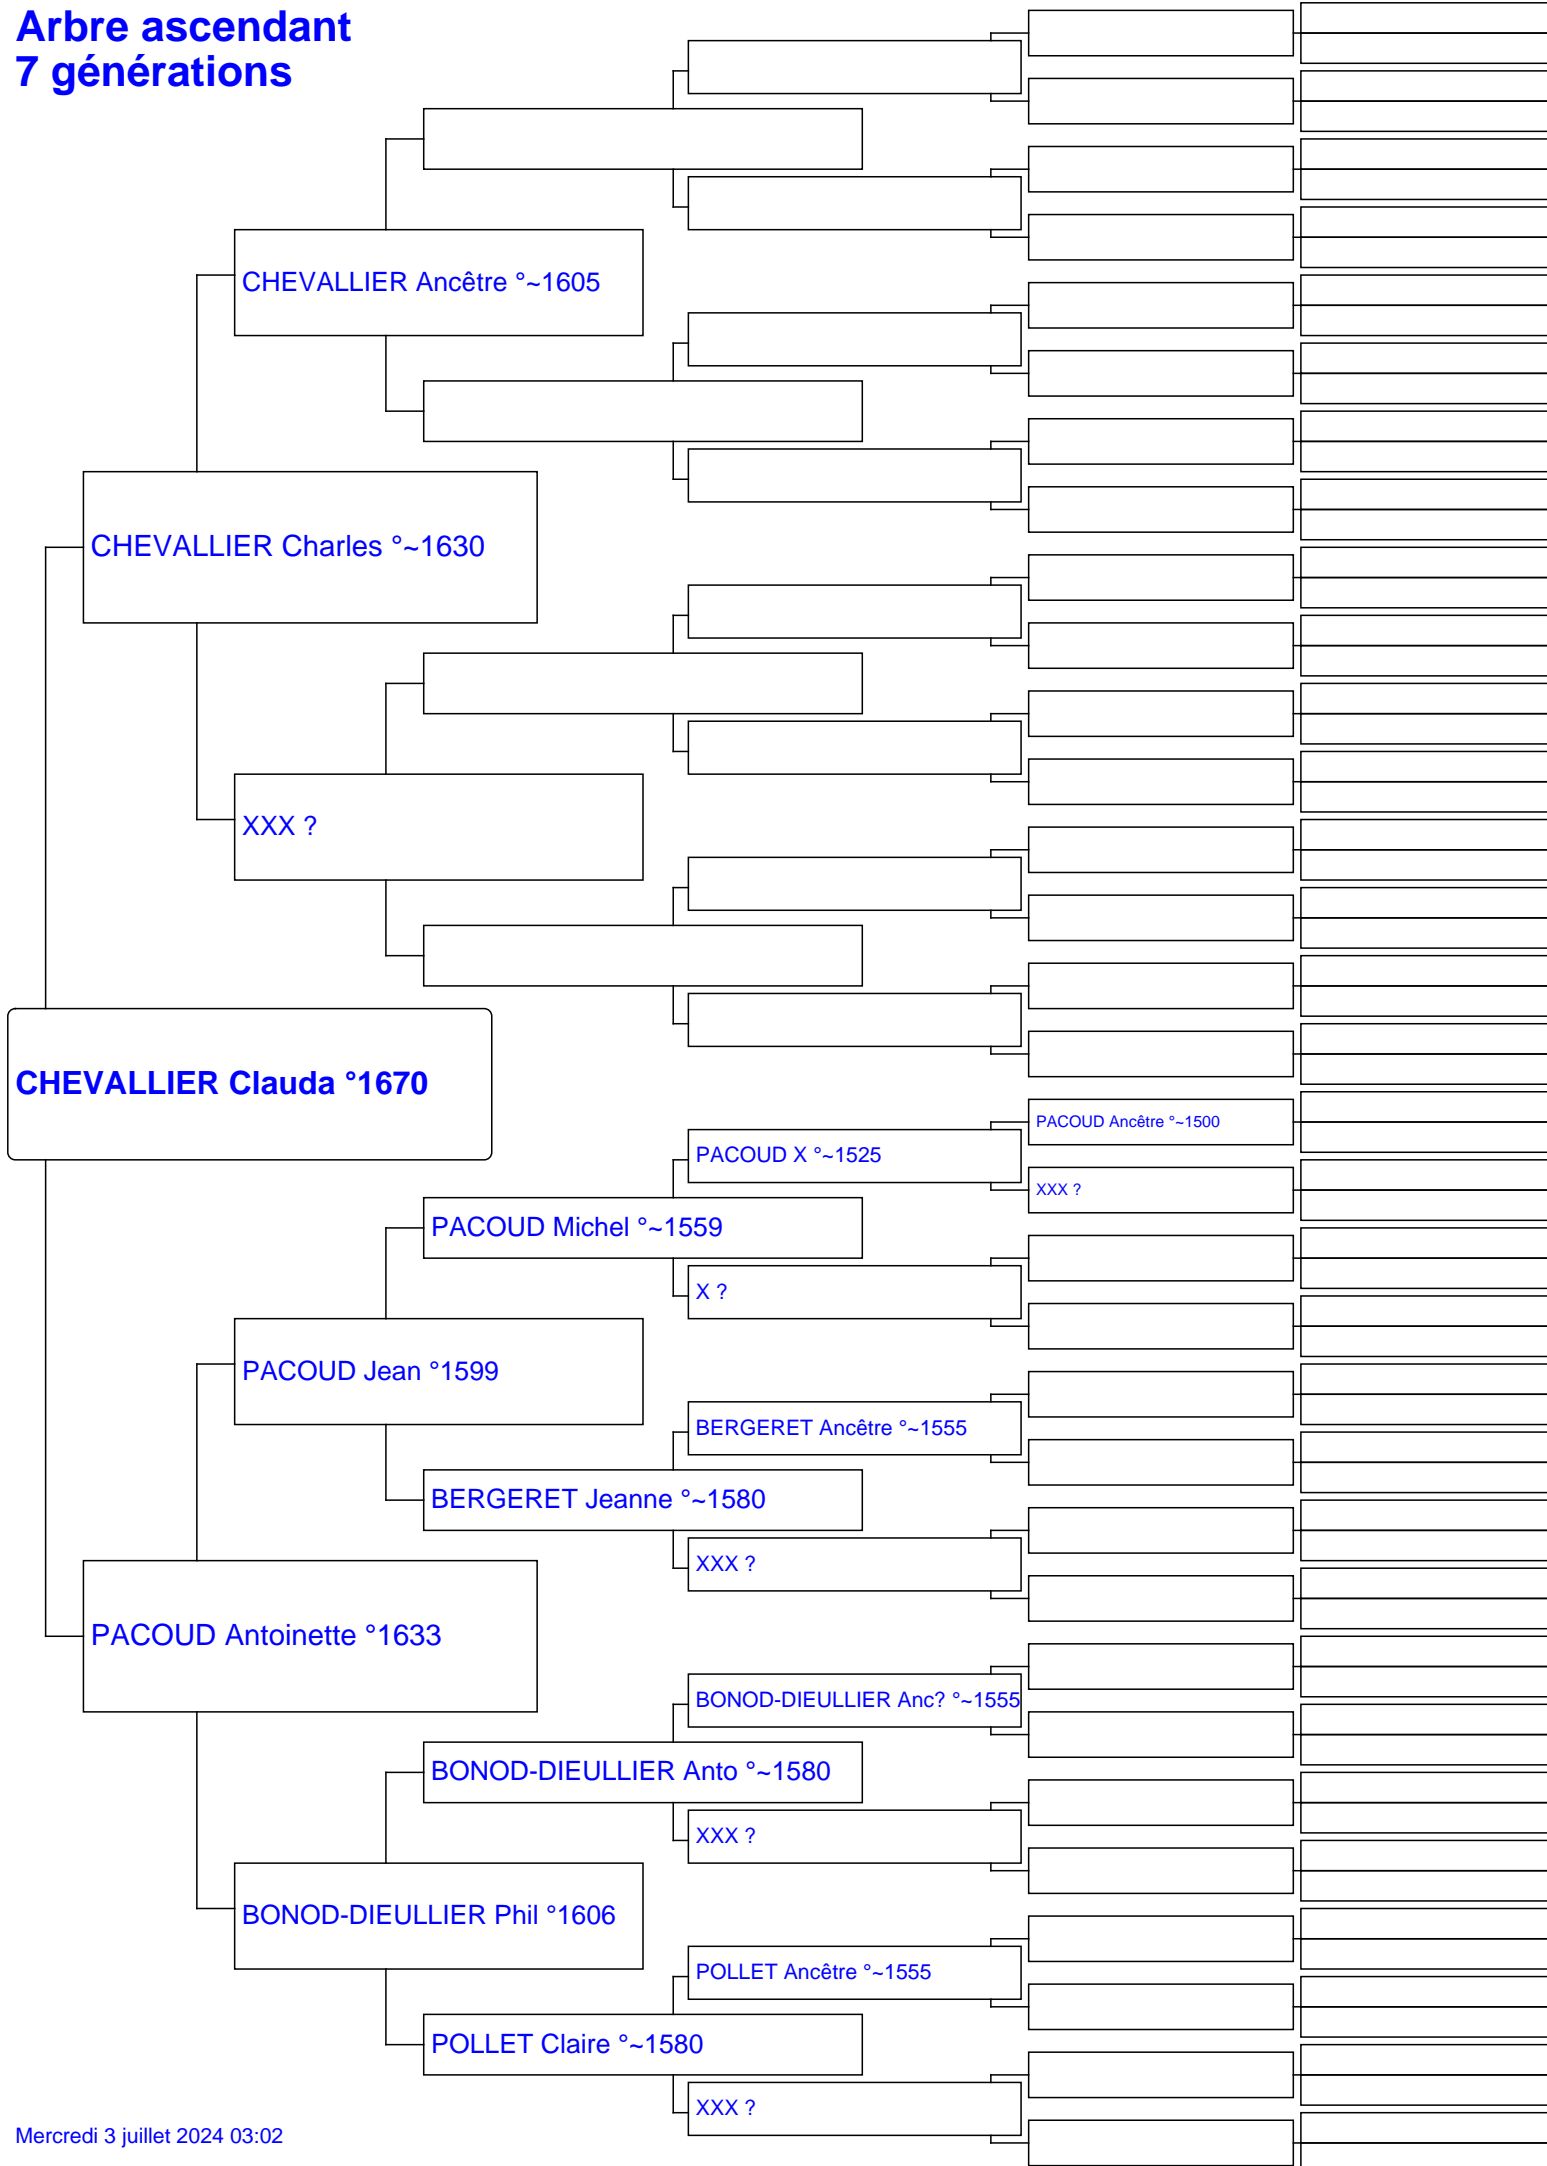 Arbre ascendant
7 générations
CHEVALLIER Ancêtre °~1605
CHEVALLIER Charles °~1630
XXX ?
CHEVALLIER Clauda °1670
PACOUD Ancêtre °~1500
PACOUD X °~1525
XXX ?
PACOUD Michel °~1559
X ?
PACOUD Jean °1599
BERGERET Ancêtre °~1555
BERGERET Jeanne °~1580
XXX ?
PACOUD Antoinette °1633
BONOD-DIEULLIER Anc? °~1555
BONOD-DIEULLIER Anto °~1580
XXX ?
BONOD-DIEULLIER Phil °1606
POLLET Ancêtre °~1555
POLLET Claire °~1580
XXX ?
Mercredi 3 juillet 2024 03:02